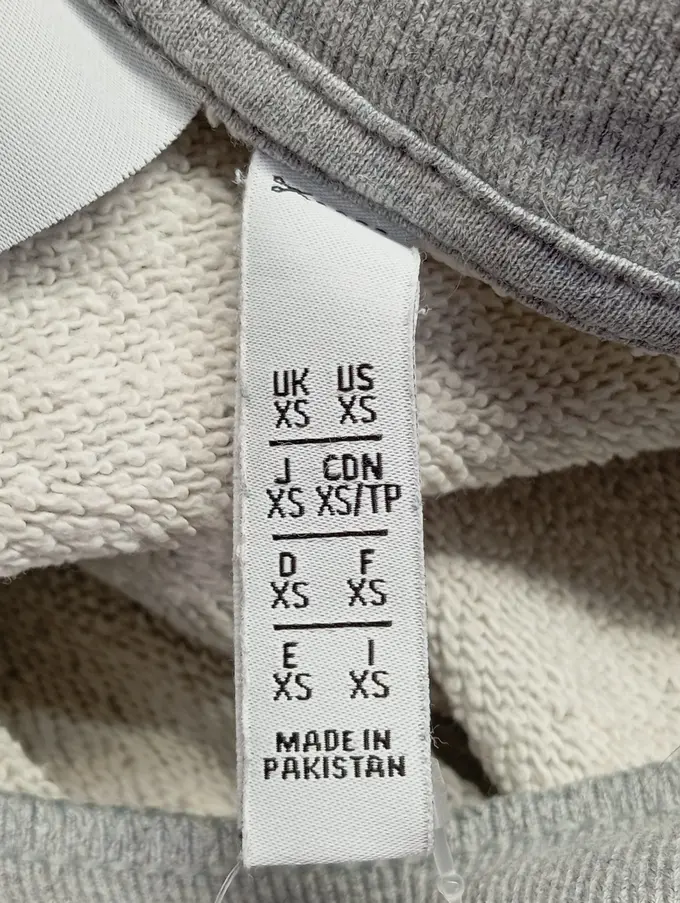 UK US
XS XS
J CDN
XS XS/TP
D F
XS XS
E I
XS XS
MADE IN
PAKISTAN